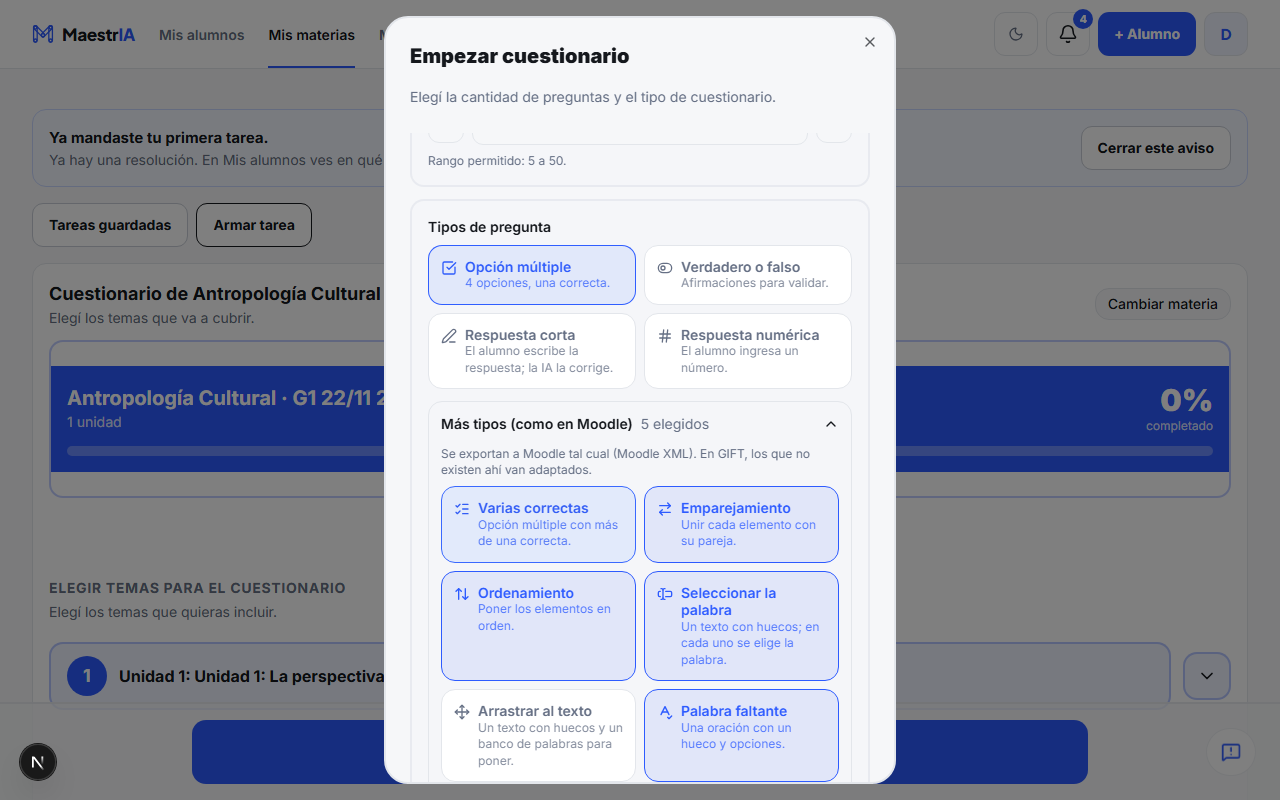 MaestrIA
Mis alumnos
Mis materias
4
+ Alumno
D
Ya mandaste tu primera tarea.
Ya hay una resolución. En Mis alumnos ves en qué
Cerrar este aviso
Tareas guardadas
Armar tarea
Cuestionario de Antropología Cultural
Elegí los temas que va a cubrir.
Cambiar materia
Antropología Cultural · G1 22/11 2
1 unidad
0%
completado
ELEGIR TEMAS PARA EL CUESTIONARIO
Elegí los temas que quieras incluir.
1
Unidad 1: Unidad 1: La perspectiva
N
Empezar cuestionario
Elegí la cantidad de preguntas y el tipo de cuestionario.
Rango permitido: 5 a 50.
Tipos de pregunta
Opción múltiple
4 opciones, una correcta.
Verdadero o falso
Afirmaciones para validar.
Respuesta corta
El alumno escribe la
respuesta; la IA la corrige.
Respuesta numérica
El alumno ingresa un
número.
Más tipos (como en Moodle) 5 elegidos
Se exportan a Moodle tal cual (Moodle XML). En GIFT, los que no
existen ahí van adaptados.
Varias correctas
Opción múltiple con más
de una correcta.
Emparejamiento
Unir cada elemento con
su pareja.
Ordenamiento
Poner los elementos en
orden.
Seleccionar la
palabra
Un texto con huecos; en
cada uno se elige la
palabra.
Arrastrar al texto
Un texto con huecos y un
banco de palabras para
poner.
Palabra faltante
Una oración con un
hueco y opciones.